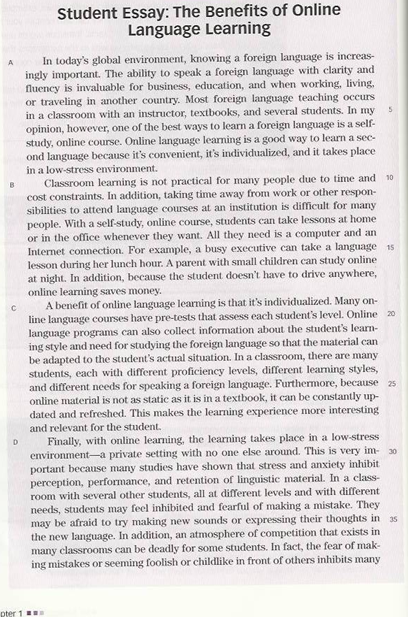 Student Essay: The Benefits of Online
Language Learning
A In today's global environment, knowing a foreign language is increas-
ingly important. The ability to speak a foreign language with clarity and
fluency is invaluable for business, education, and when working, living,
or traveling in another country. Most foreign language teaching occurs
in a classroom with an instructor, textbooks, and several students. In my 5
opinion, however, one of the best ways to learn a foreign language is a self-
study, online course. Online language learning is a good way to learn a sec-
ond language because it's convenient, it's individualized, and it takes place
in a low-stress environment.
B Classroom learning is not practical for many people due to time and 10
cost constraints. In addition, taking time away from work or other respon-
sibilities to attend language courses at an institution is difficult for many
people. With a self-study, online course, students can take lessons at home
or in the office whenever they want. All they need is a computer and an
Internet connection. For example, a busy executive can take a language 15
lesson during her lunch hour. A parent with small children can study online
at night. In addition, because the student doesn't have to drive anywhere,
online learning saves money.
C A benefit of online language learning is that it's individualized. Many on-
line language courses have pre-tests that assess each student's level. Online 20
language programs can also collect information about the student's learn-
ing style and need for studying the foreign language so that the material can
be adapted to the student's actual situation. In a classroom, there are many
students, each with different proficiency levels, different learning styles,
and different needs for speaking a foreign language. Furthermore, because 25
online material is not as static as it is in a textbook, it can be constantly up-
dated and refreshed. This makes the learning experience more interesting
and relevant for the student.
D Finally, with online learning, the learning takes place in a low-stress
environment—a private setting with no one else around. This is very im- 30
portant because many studies have shown that stress and anxiety inhibit
perception, performance, and retention of linguistic material. In a class-
room with several other students, all at different levels and with different
needs, students may feel inhibited and fearful of making a mistake. They
may be afraid to try making new sounds or expressing their thoughts in 35
the new language. In addition, an atmosphere of competition that exists in
many classrooms can be deadly for some students. In fact, the fear of mak-
ing mistakes or seeming foolish or childlike in front of others inhibits many
pter 1